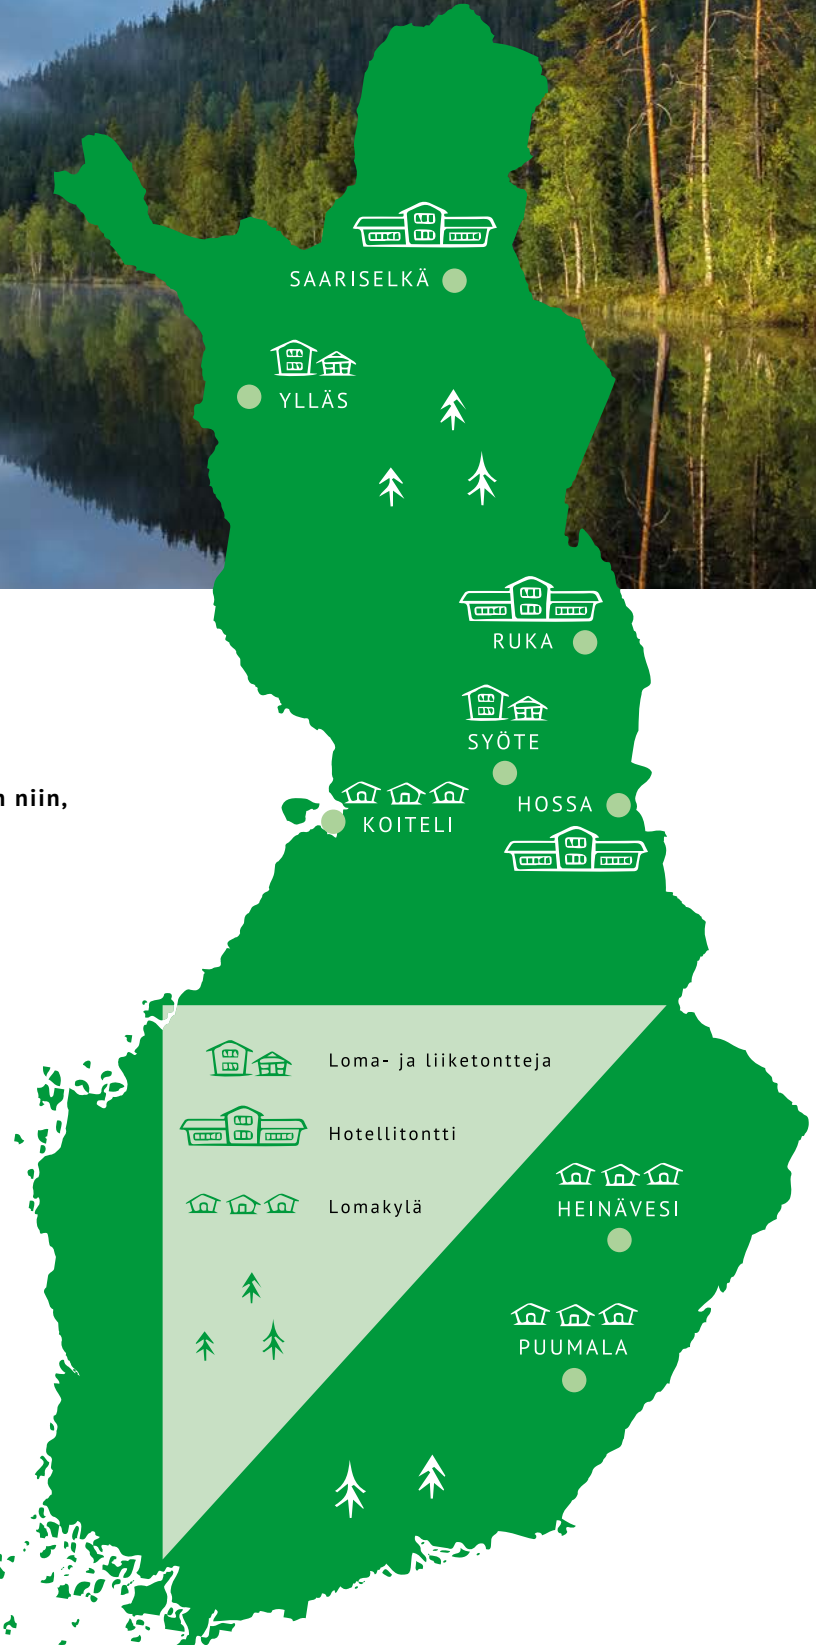 SAARISELKÄ
YLLÄS
RUKA
SYÖTE
niin,
HOSSA
KOITELI
Loma- ja liiketontteja
Hotellitontti
Lomakylä
HEINÄVESI
PUUMALA